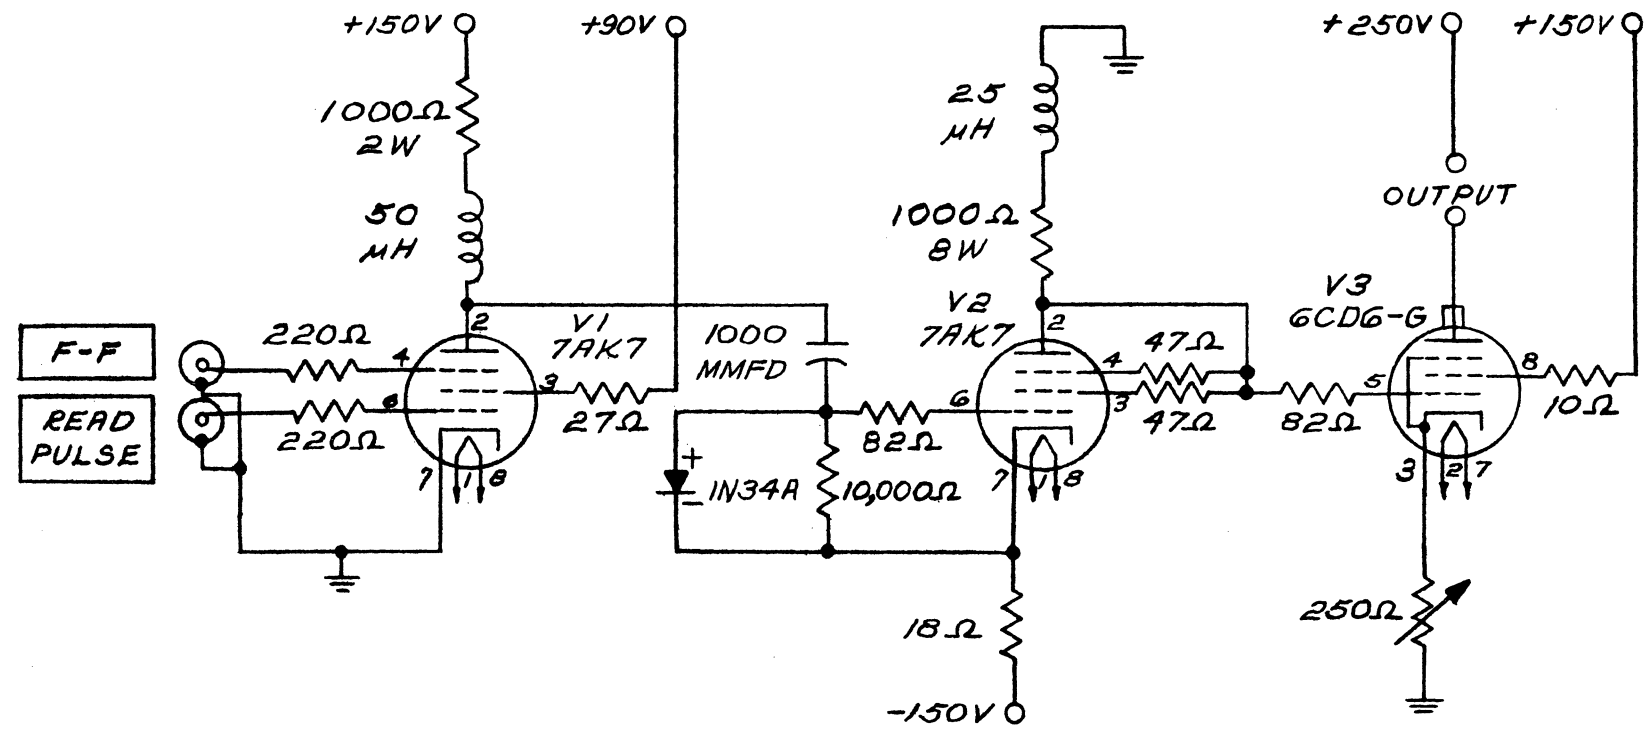 +150V
+90V
+250V
+150V
1000Ω
2W
50
μH
25
μH
1000Ω
8W
OUTPUT
F-F
READ
PULSE
220Ω
220Ω
4
6
2
V1
7AK7
3
27Ω
7
1
8
1000
MMFD
+
1N34A
−
10,000Ω
82Ω
6
V2
7AK7
2
4
3
47Ω
47Ω
7
1
8
18Ω
-150V
82Ω
V3
6CD6-G
5
8
10Ω
3
2
7
250Ω